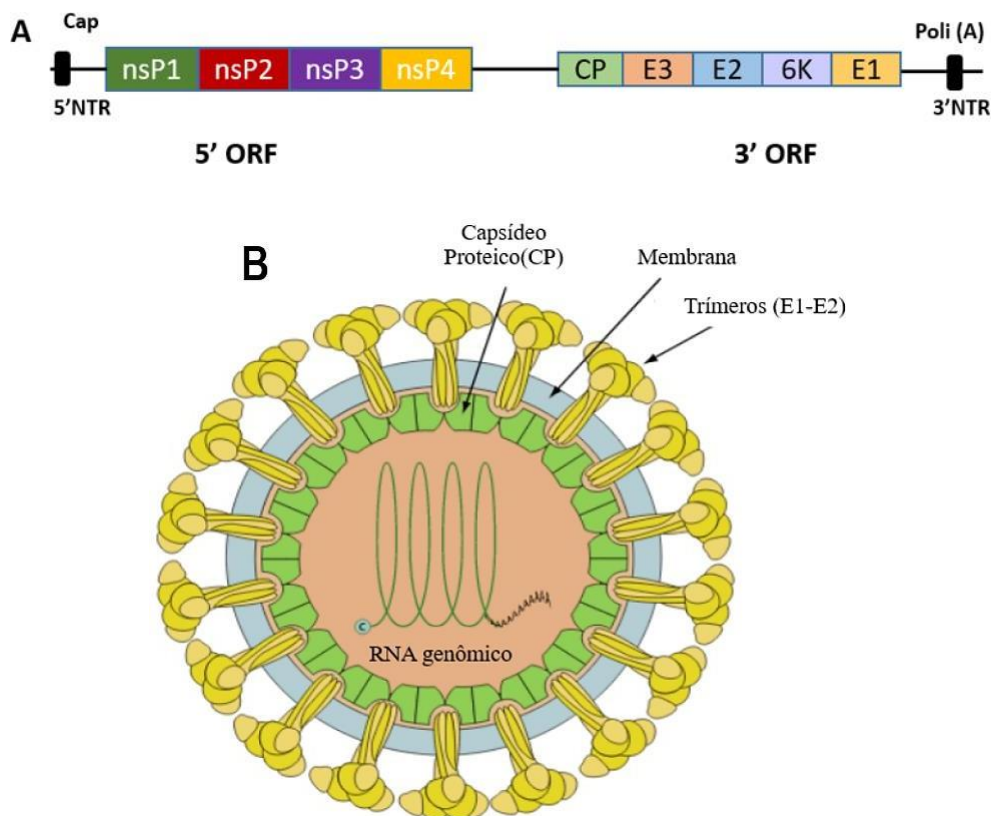 A
Cap
Poli (A)
nsP1 nsP2 nsP3 nsP4
CP E3 E2 6K E1
5'NTR
3'NTR
5' ORF
3' ORF
B
Capsídeo
Proteico(CP)
Membrana
Trímeros (E1-E2)
C
RNA genômico